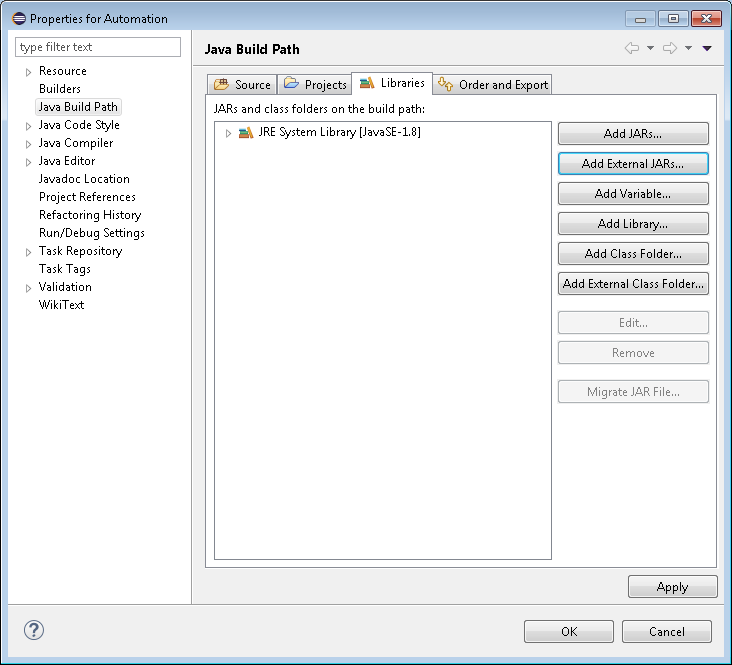 Properties for Automation
type filter text
Resource
Builders
Java Build Path
Java Code Style
Java Compiler
Java Editor
Javadoc Location
Project References
Refactoring History
Run/Debug Settings
Task Repository
Task Tags
Validation
WikiText
Java Build Path
Source Projects Libraries Order and Export
JARs and class folders on the build path:
JRE System Library [JavaSE-1.8]
Add JARs...
Add External JARs...
Add Variable...
Add Library...
Add Class Folder...
Add External Class Folder...
Edit...
Remove
Migrate JAR File...
Apply
?
OK Cancel